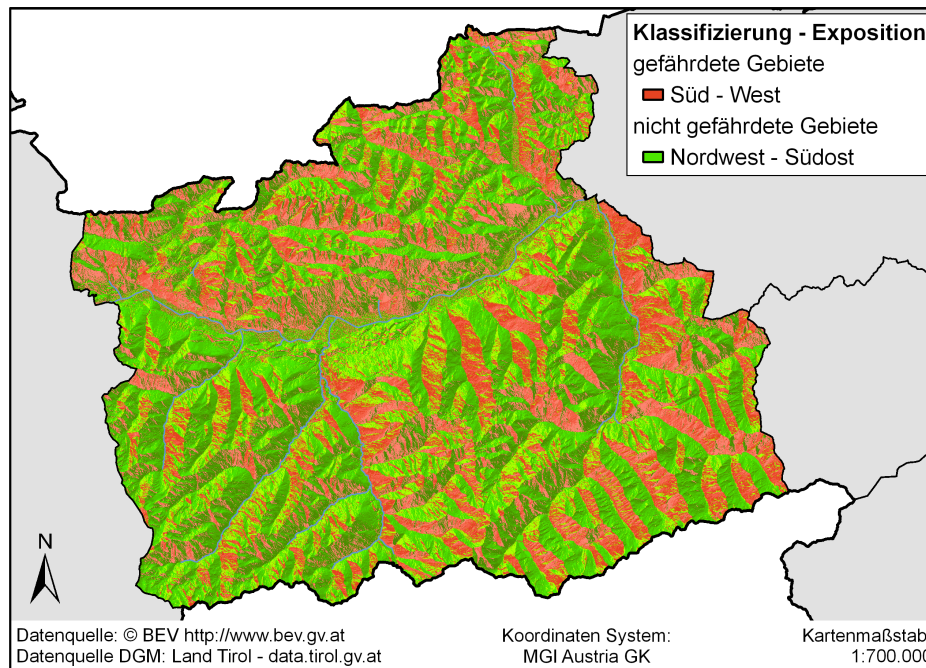 Klassifizierung - Exposition
gefährdete Gebiete
Süd - West
nicht gefährdete Gebiete
Nordwest - Südost
N
Datenquelle: © BEV http://www.bev.gv.at
Datenquelle DGM: Land Tirol - data.tirol.gv.at
Koordinaten System:
MGI Austria GK
Kartenmaßstab
1:700.000